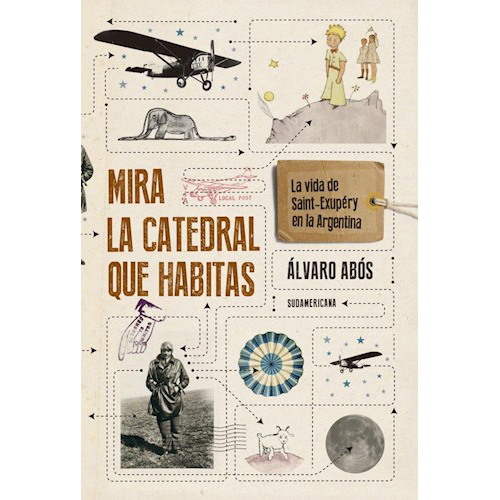 MIRA
LA CATEDRAL
QUE HABITAS
LOCAL POST
La vida de
Saint-Exupéry
en la Argentina
ÁLVARO ABÓS
SUDAMERICANA